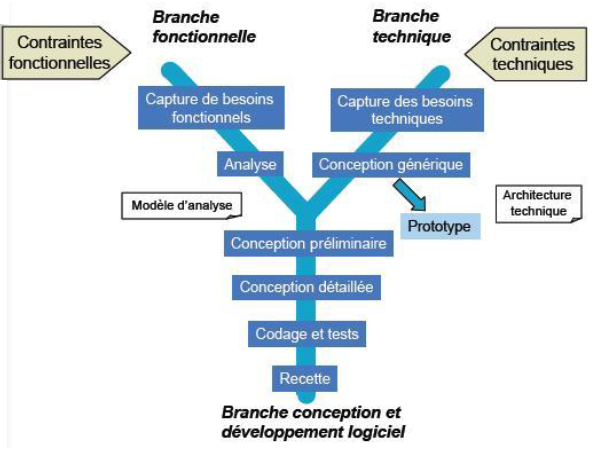 Branche
fonctionnelle
Branche
technique
Contraintes
fonctionnelles
Contraintes
techniques
Capture de besoins
fonctionnels
Capture des besoins
techniques
Analyse
Conception générique
Modèle d'analyse
Architecture
technique
Prototype
Conception préliminaire
Conception détaillée
Codage et tests
Recette
Branche conception et
développement logiciel